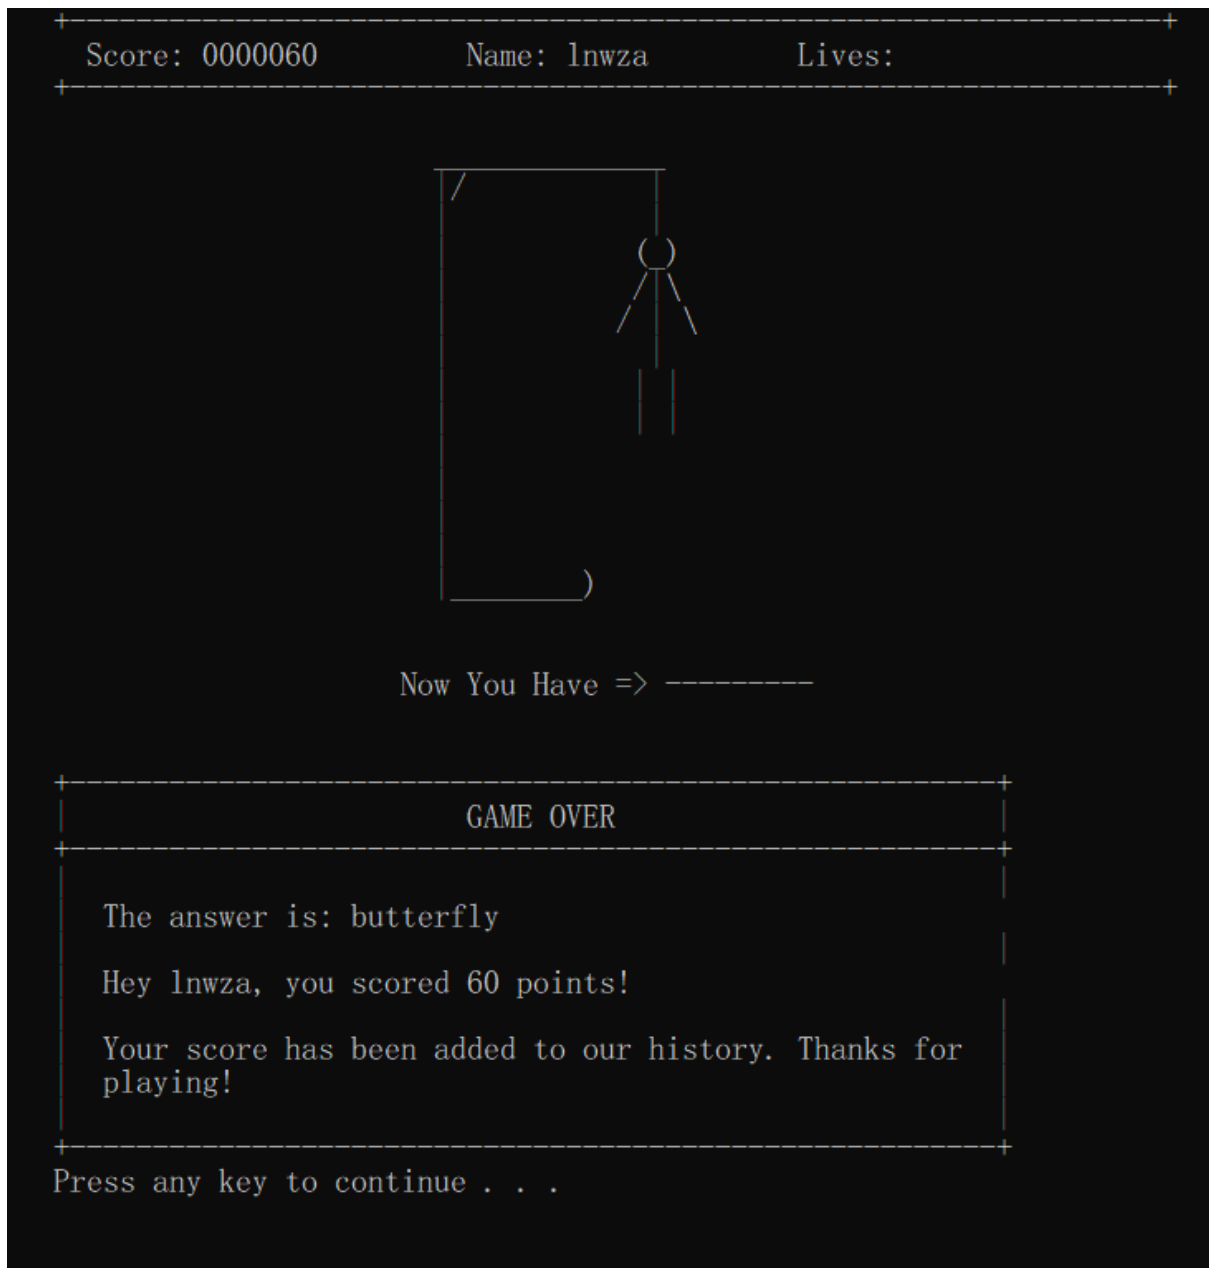 Score: 0000060 Name: lnwza Lives:
Now You Have => ---------
GAME OVER
The answer is: butterfly
Hey lnwza, you scored 60 points!
Your score has been added to our history. Thanks for
playing!
Press any key to continue . . .